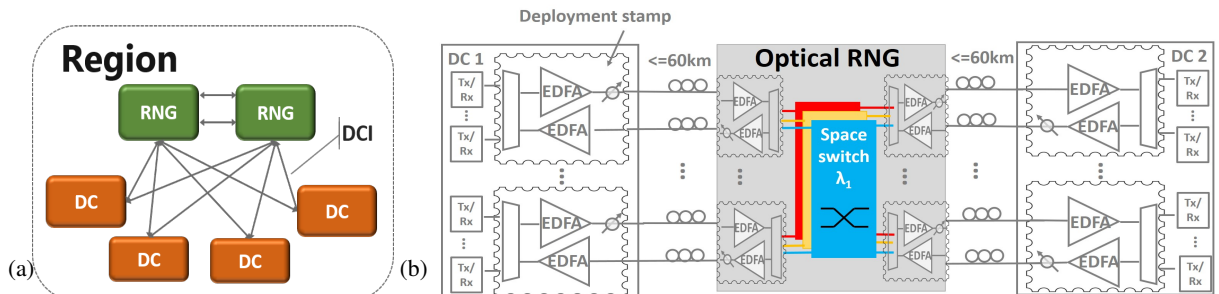 Region
RNG
RNG
DCI
DC
DC
DC
DC
(a)
Deployment stamp
DC 1
<=60km
Optical RNG
<=60km
DC 2
Tx/
Rx
...
Tx/
Rx
EDFA
EDFA
EDFA
EDFA
EDFA
EDFA
EDFA
EDFA
Tx/
Rx
...
Tx/
Rx
Space
switch
λ1
...
...
...
...
Tx/
Rx
...
Tx/
Rx
EDFA
EDFA
EDFA
EDFA
EDFA
EDFA
EDFA
EDFA
Tx/
Rx
...
Tx/
Rx
(b)